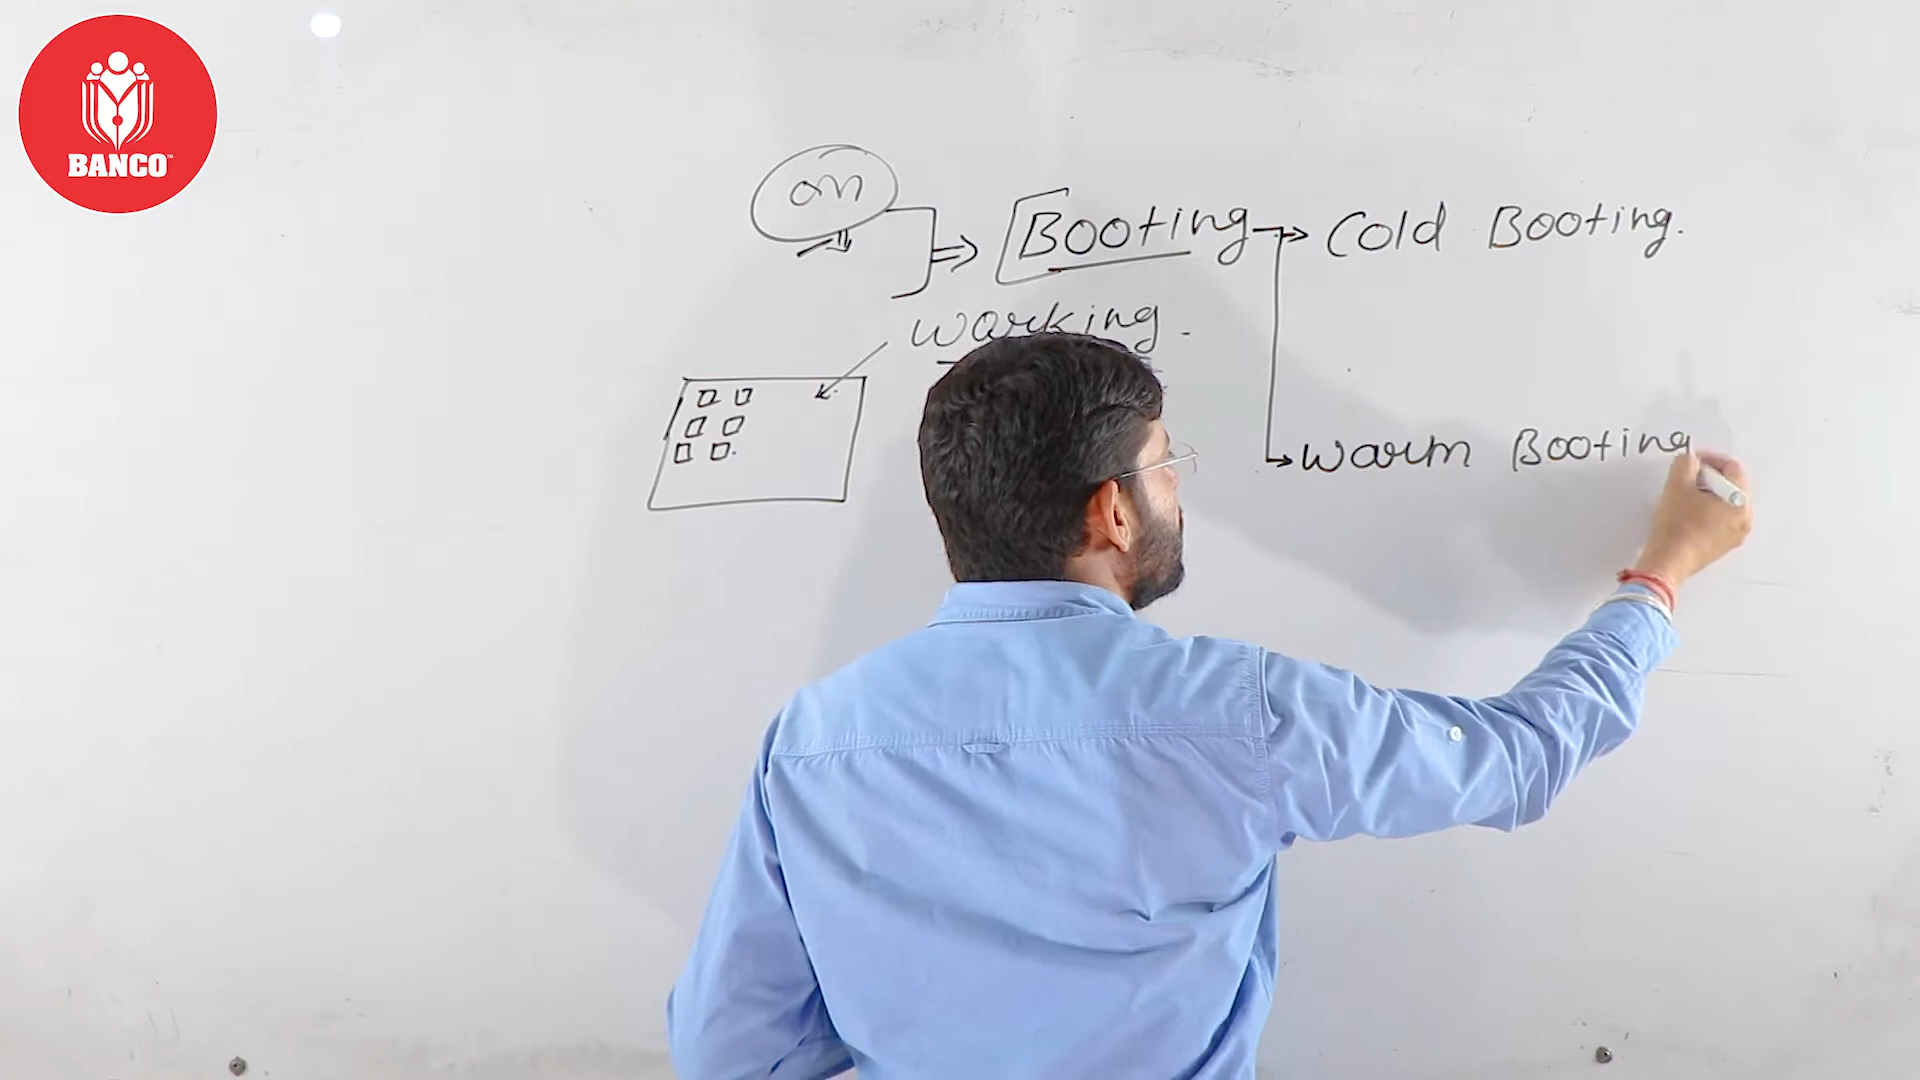 BANCO
on
Booting
Cold Booting.
Working.
Warm Booting